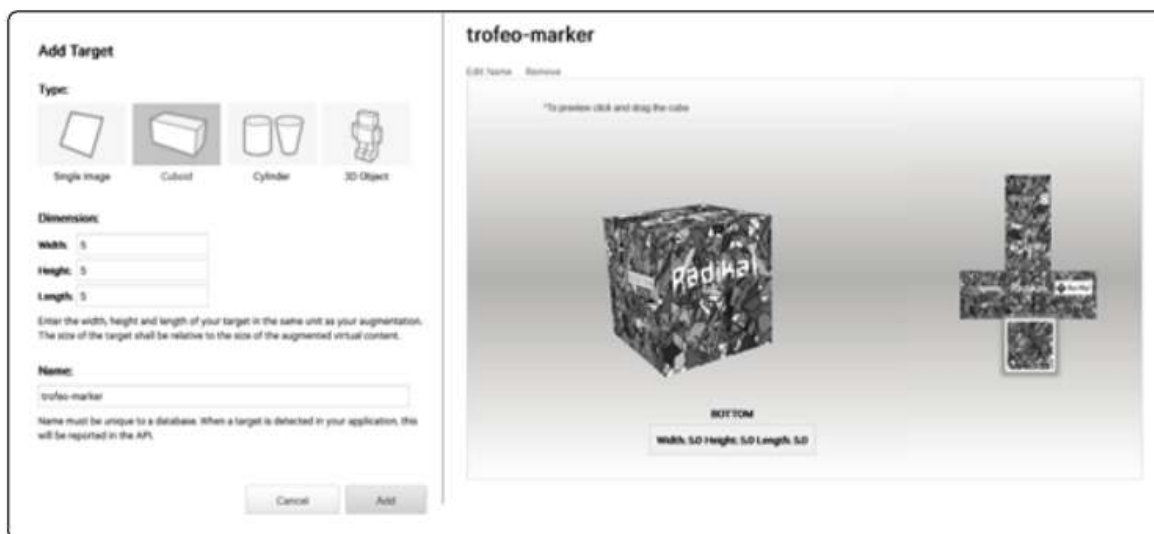 Add Target
Type:
Single Image
Cuboid
Cylinder
3D Object
Dimension:
Width: 5
Height: 5
Length: 5
Enter the width, height and length of your target in the same unit as your augmentation.
The size of the target shall be relative to the size of the augmented virtual content.
Name:
trofeo-marker
Name must be unique to a database. When a target is detected in your application, this
will be reported in the API.
Cancel
Add
trofeo-marker
Edit Name Remove
*To preview click and drag the cube
Radikal
BOTTOM
Width: 5.0 Height: 5.0 Length: 5.0